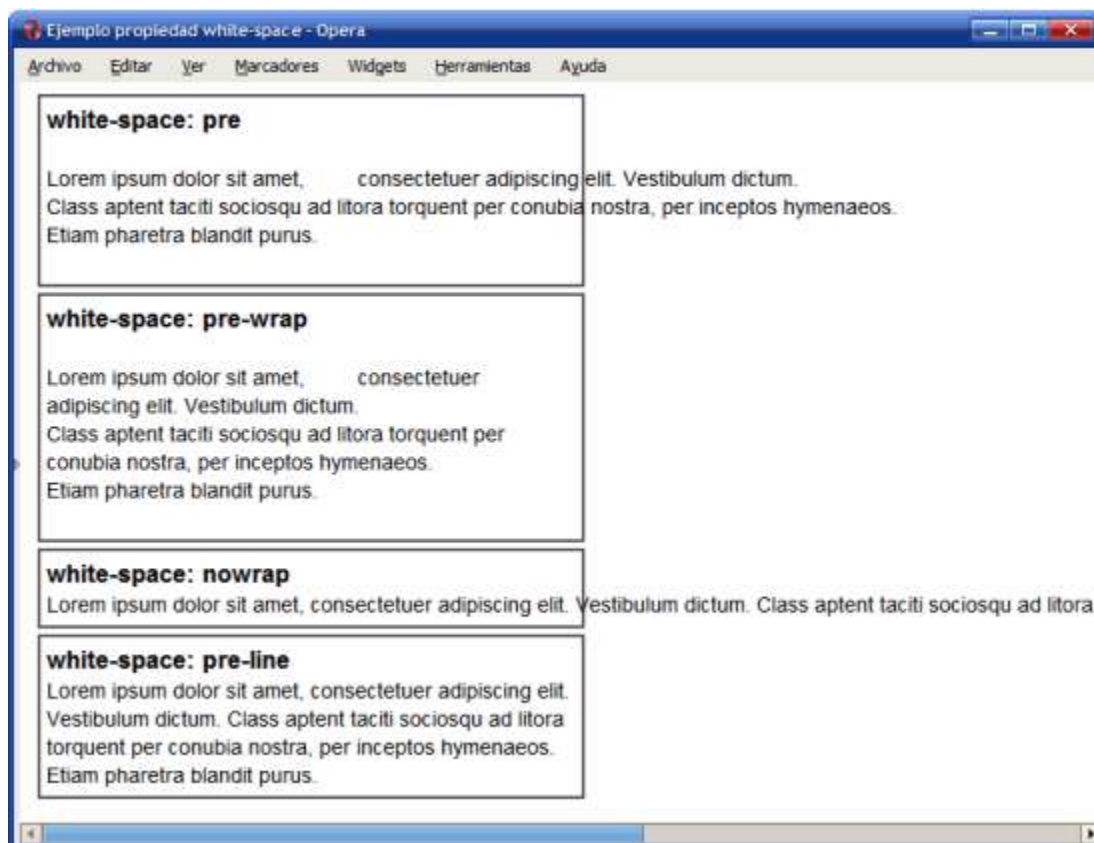 Ejemplo propiedad white-space - Opera
Archivo Editar Ver Marcadores Widgets Herramientas Ayuda
white-space: pre
Lorem ipsum dolor sit amet, consectetuer adipiscing elit. Vestibulum dictum.
Class aptent taciti sociosqu ad litora torquent per conubia nostra, per inceptos hymenaeos.
Etiam pharetra blandit purus.
white-space: pre-wrap
Lorem ipsum dolor sit amet, consectetuer
adipiscing elit. Vestibulum dictum.
Class aptent taciti sociosqu ad litora torquent per
conubia nostra, per inceptos hymenaeos.
Etiam pharetra blandit purus.
white-space: nowrap
Lorem ipsum dolor sit amet, consectetuer adipiscing elit. Vestibulum dictum. Class aptent taciti sociosqu ad litora
white-space: pre-line
Lorem ipsum dolor sit amet, consectetuer adipiscing elit.
Vestibulum dictum. Class aptent taciti sociosqu ad litora
torquent per conubia nostra, per inceptos hymenaeos.
Etiam pharetra blandit purus.